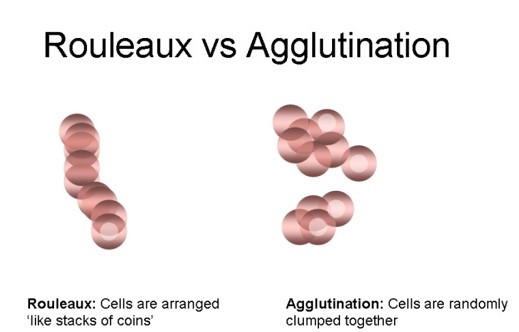 Rouleaux vs Agglutination
Rouleaux: Cells are arranged
‘like stacks of coins’
Agglutination: Cells are randomly
clumped together